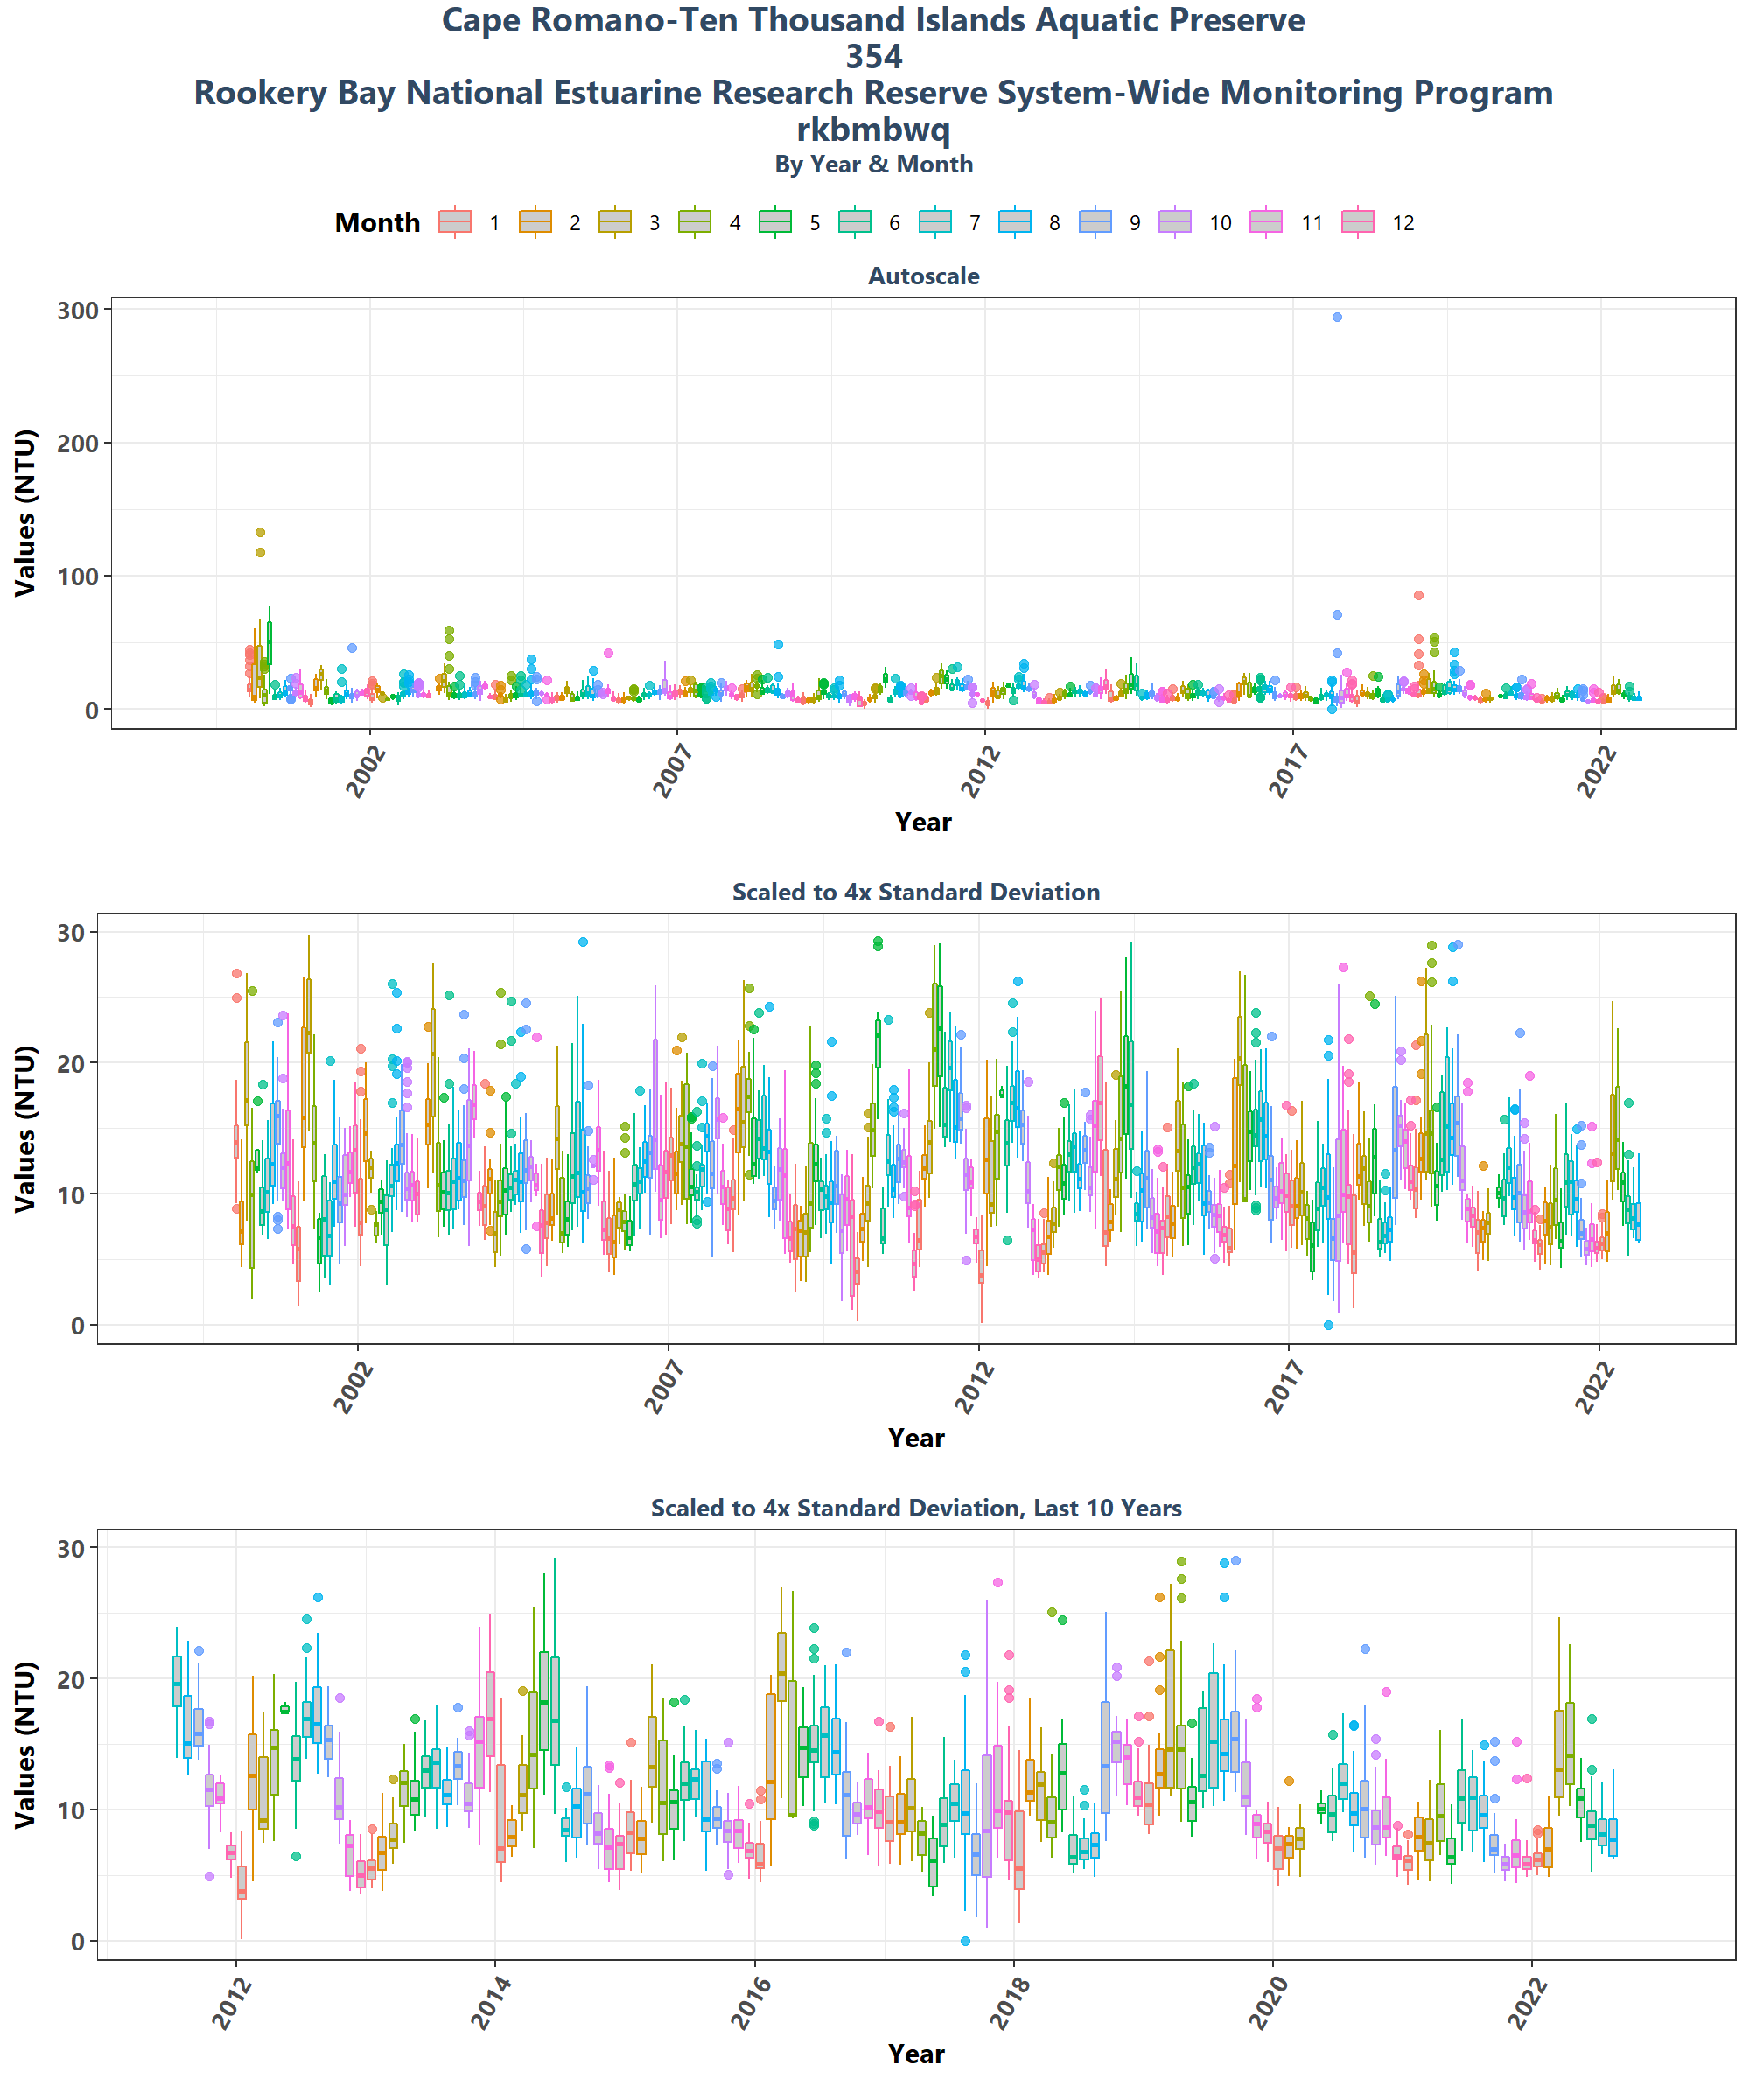 Cape Romano-Ten Thousand Islands Aquatic Preserve
354
Rookery Bay National Estuarine Research Reserve System-Wide Monitoring Program
rkbmbwq
By Year & Month
Month 1 2 3 4 5 6 7 8 9 10 11 12
Autoscale
300
200
100
0
Values (NTU)
2002 2007 2012 2017 2022
Year
Scaled to 4x Standard Deviation
30
20
10
0
Values (NTU)
2002 2007 2012 2017 2022
Year
Scaled to 4x Standard Deviation, Last 10 Years
30
20
10
0
Values (NTU)
2012 2014 2016 2018 2020 2022
Year